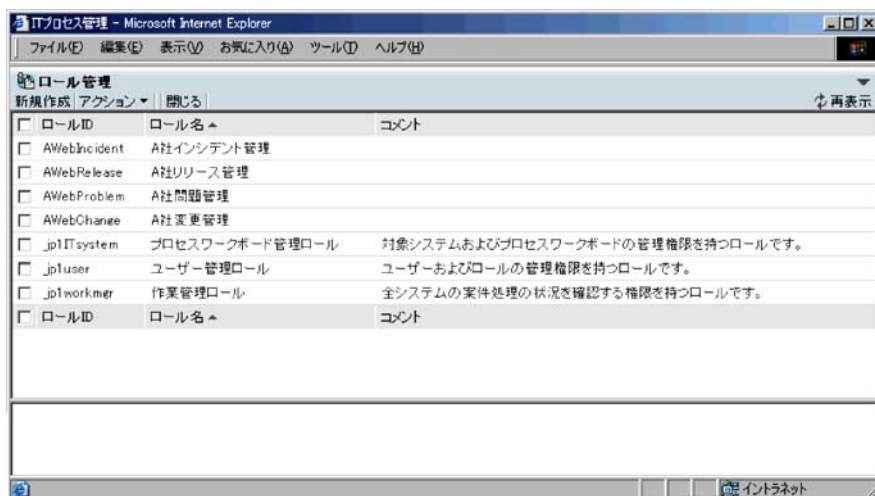 ITプロセス管理 - Microsoft Internet Explorer
ファイル(F) 編集(E) 表示(V) お気に入り(A) ツール(T) ヘルプ(H)
ロール管理
新規作成 アクション▼ 閉じる 再表示
ロールID ロール名▲ コメント
AWebIncident A社インシデント管理
AWebRelease A社リリース管理
AWebProblem A社問題管理
AWebChange A社変更管理
_jp1ITsystem プロセスワークボード管理ロール 対象システムおよびプロセスワークボードの管理権限を持つロールです。
_jp1user ユーザー管理ロール ユーザーおよびロールの管理権限を持つロールです。
_jp1workmgr 作業管理ロール 全システムの案件処理の状況を確認する権限を持つロールです。
ロールID ロール名▲ コメント
イントラネット